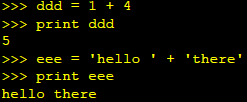 >>> ddd = 1 + 4
>>> print ddd
5
>>> eee = 'hello ' + 'there'
>>> print eee
hello there